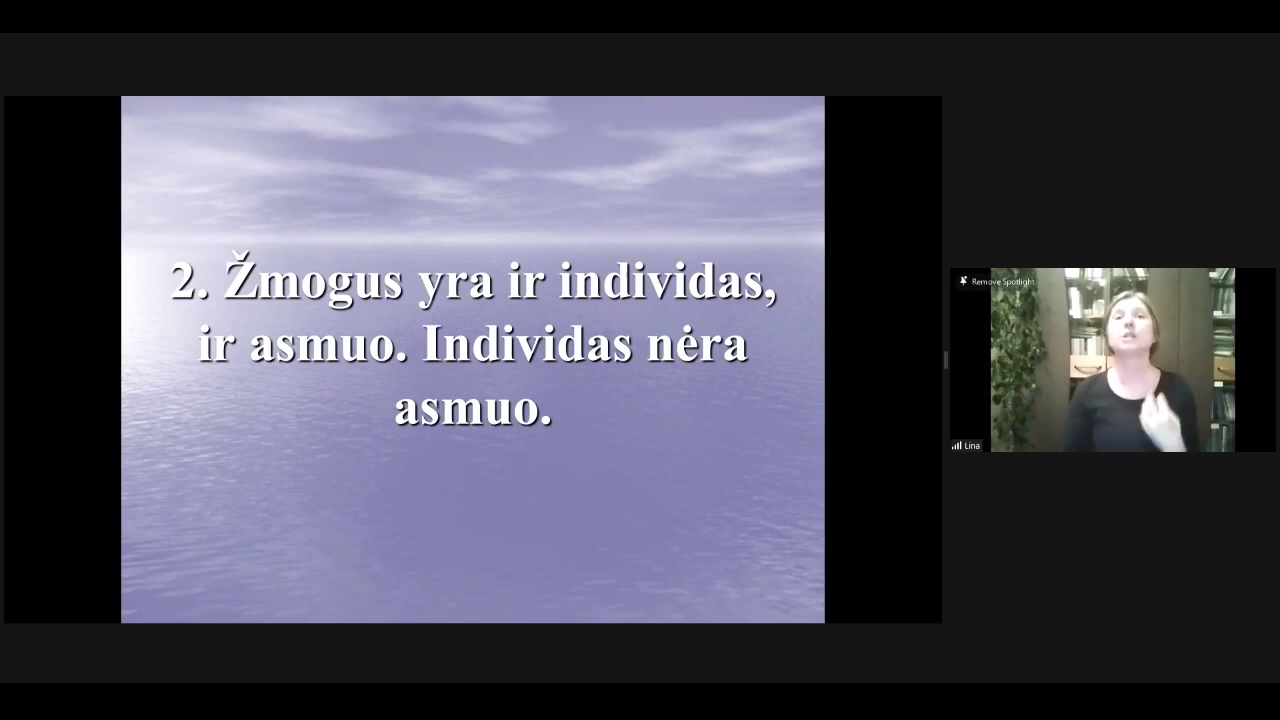 2. Žmogus yra ir individas,
ir asmuo. Individas nėra
asmuo.
Remove Spotlight
Lina